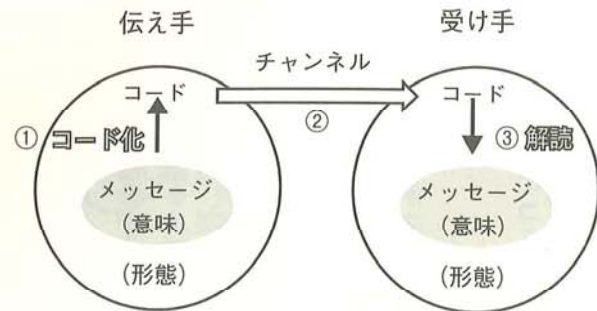 伝え手
受け手
チャンネル
コード
コード
① コード化
②
③ 解読
メッセージ
(意味)
メッセージ
(意味)
(形態)
(形態)